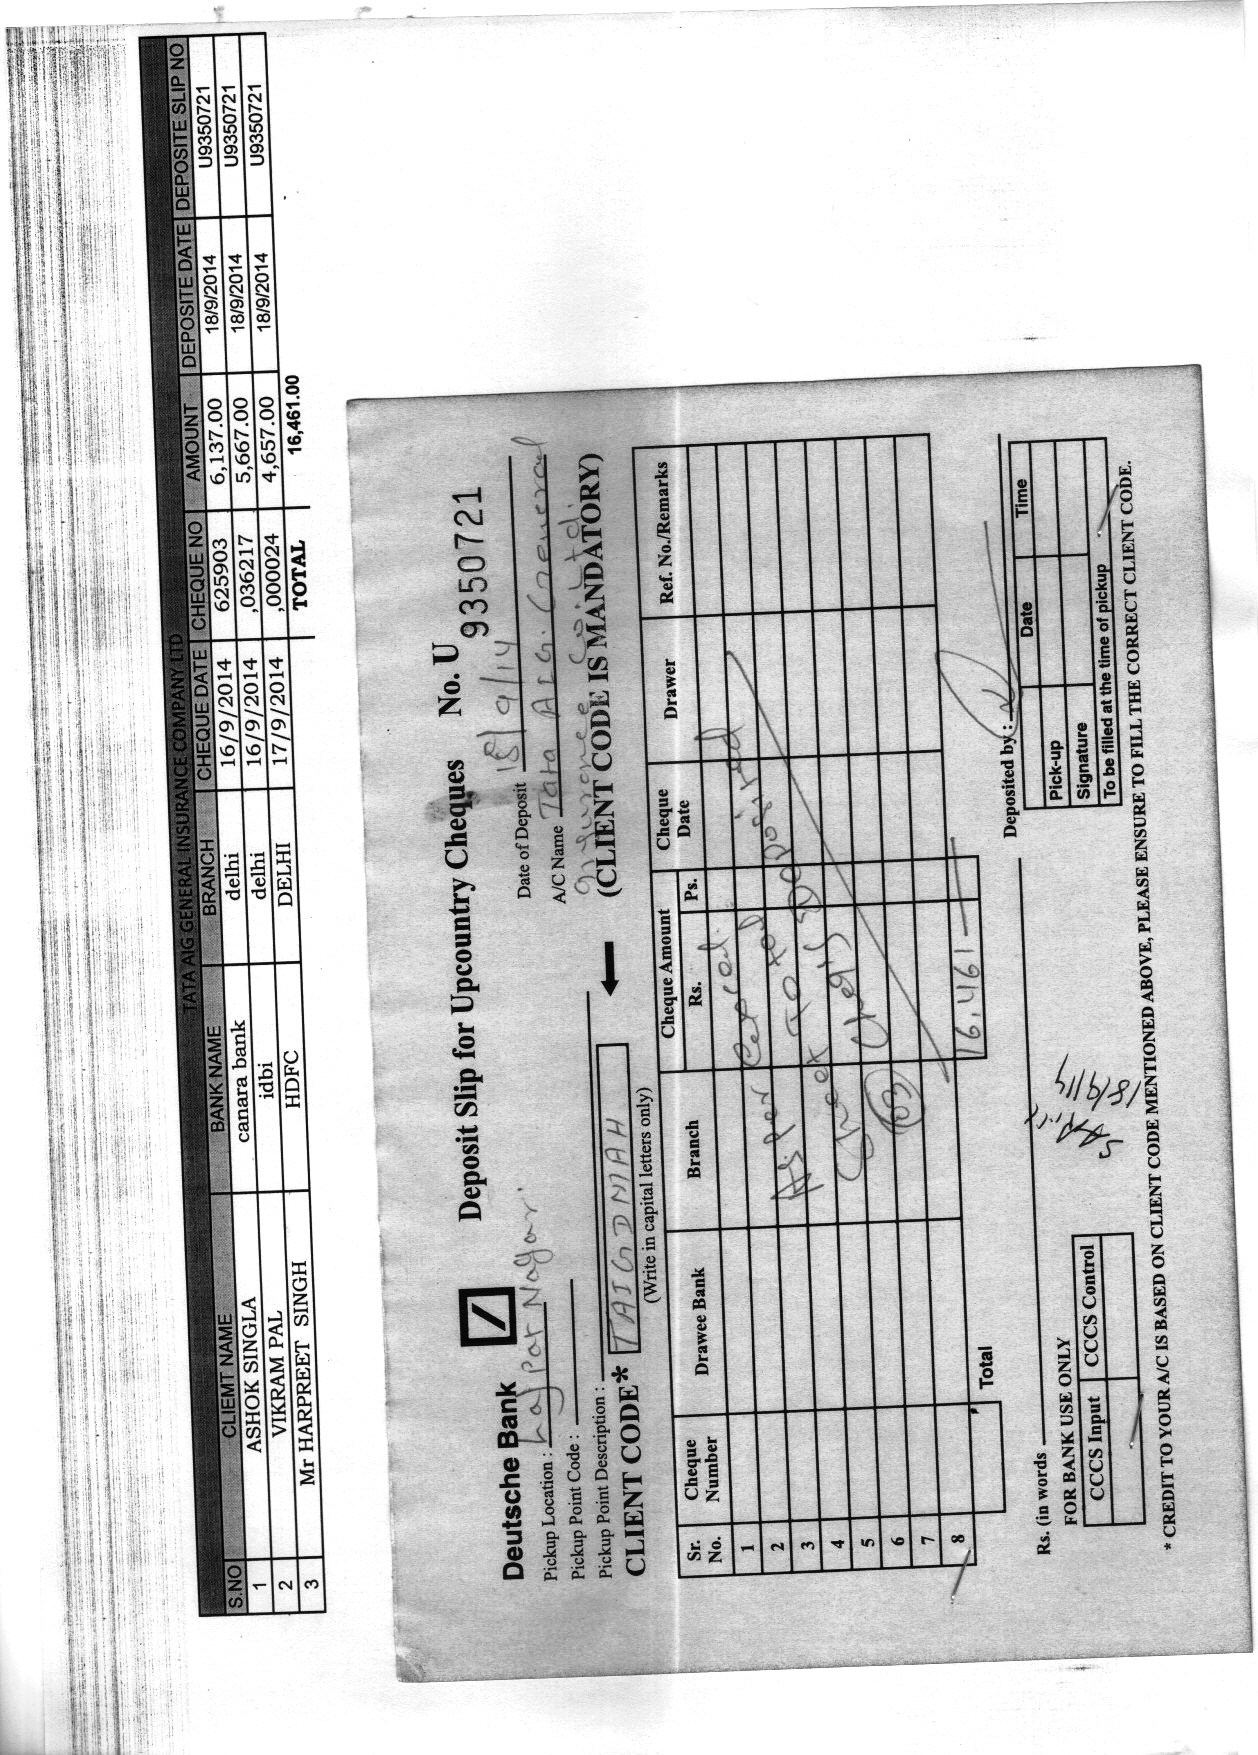 TATA AIG GENERAL INSURANCE COMPANY LTD
S.NO CLIEMT NAME BANK NAME BRANCH CHEQUE DATE CHEQUE NO AMOUNT DEPOSITE DATE DEPOSITE SLIP NO
1 ASHOK SINGLA canara bank delhi 16/9/2014 625903 6,137.00 18/9/2014 U9350721
2 VIKRAM PAL idbi delhi 16/9/2014 ,036217 5,667.00 18/9/2014 U9350721
3 Mr HARPREET SINGH HDFC DELHI 17/9/2014 ,000024 4,657.00 18/9/2014 U9350721
TOTAL 16,461.00
Deutsche Bank Deposit Slip for Upcountry Cheques No. U 9350721
Pickup Location : Lajpat Nagar. Date of Deposit 18/9/14
Pickup Point Code : A/C Name Tata AIG. General
Pickup Point Description : Insurance Co. Ltd.
CLIENT CODE* TAIGDNIAH (CLIENT CODE IS MANDATORY)
(Write in capital letters only)
Sr. No. Cheque Number Drawee Bank Branch Cheque Amount Rs. Ps. Cheque Date Drawer Ref. No./Remarks
1
2
3
4
5
6
7
8
As per
Sheet Total Deposited
(03)
Total 16,461
Rs. (in words Deposited by :
FOR BANK USE ONLY
CCCS Input CCCS Control
18/9/14
Pick-up Date Time
Signature
To be filled at the time of pickup
* CREDIT TO YOUR A/C IS BASED ON CLIENT CODE MENTIONED ABOVE, PLEASE ENSURE TO FILL THE CORRECT CLIENT CODE.